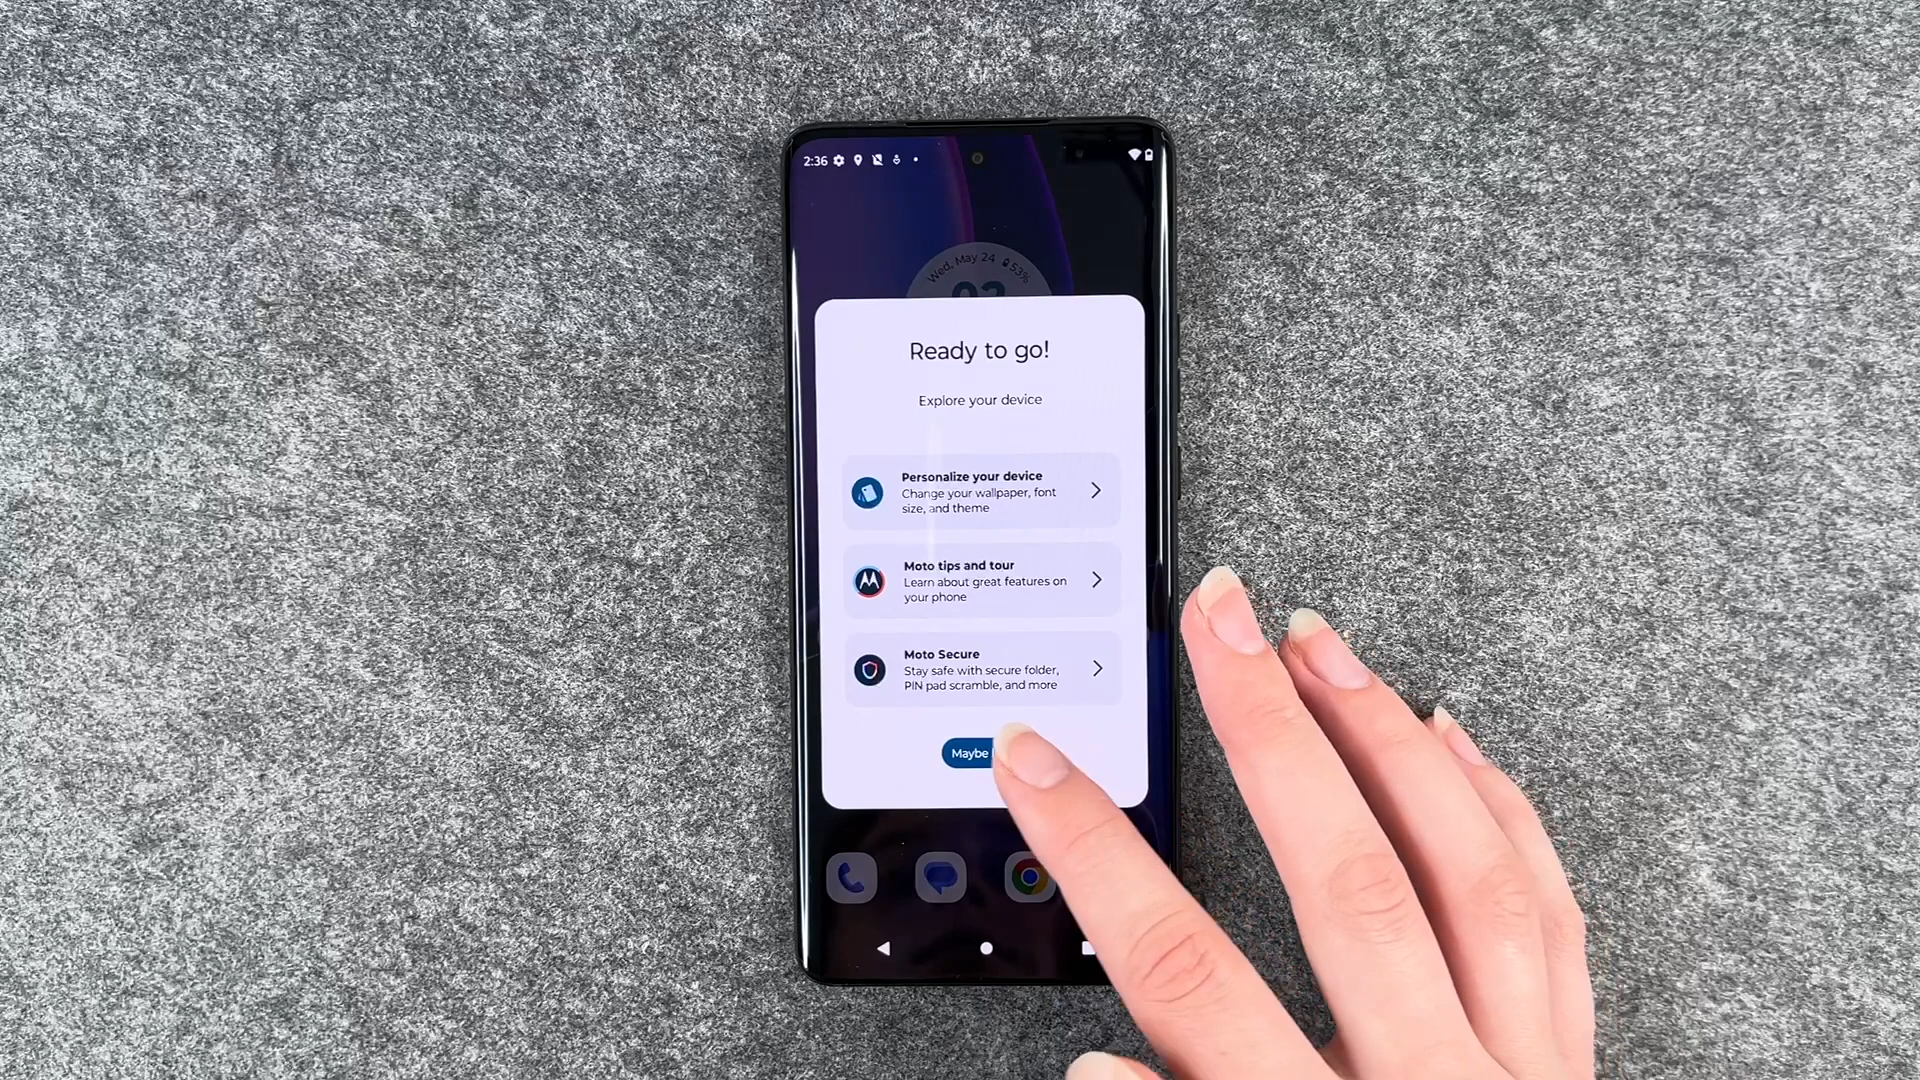 2:36
Wed, May 24 53%
Ready to go!
Explore your device
Personalize your device
Change your wallpaper, font
size, and theme
Moto tips and tour
Learn about great features on
your phone
Moto Secure
Stay safe with secure folder,
PIN pad scramble, and more
Maybe